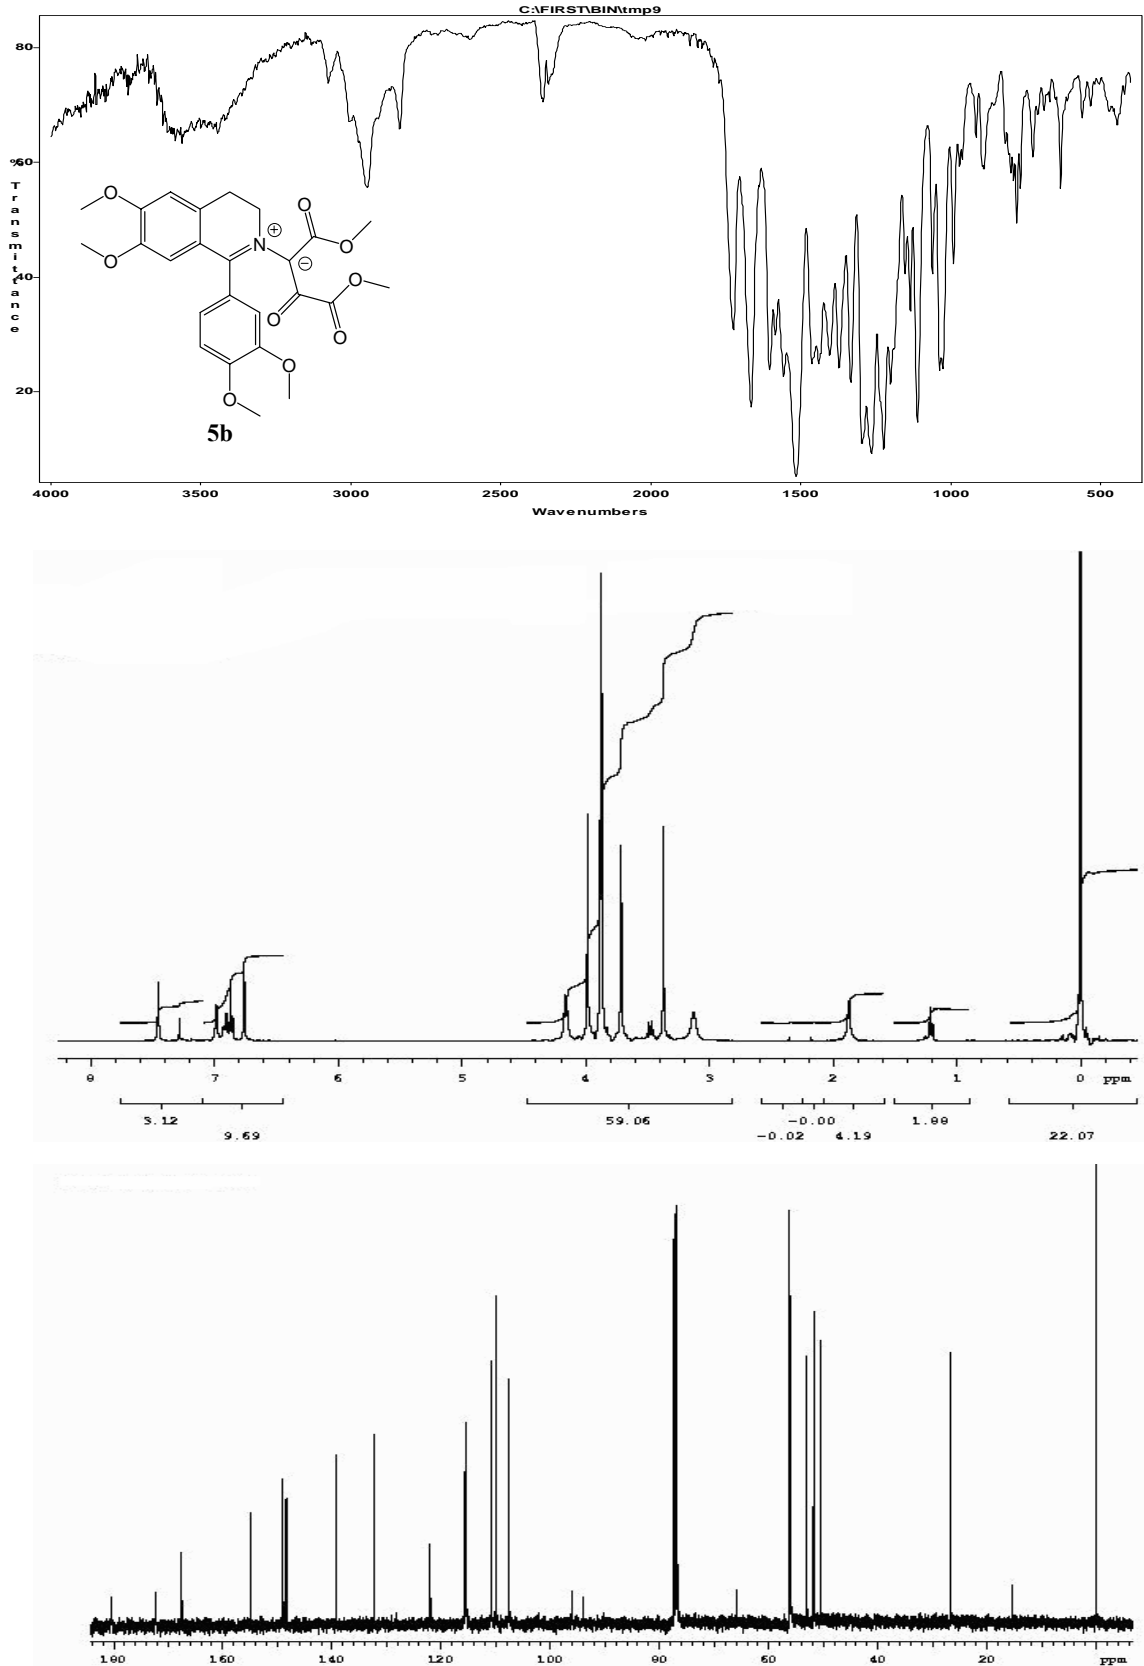 C:\FIRST\BIN\tmp9
80
60
40
20
% Transmittance
4000 3500 3000 2500 2000 1500 1000 500
Wavenumbers
O
O
N
+
−
O
O
O
O
O
O
O
5b
8 7 6 5 4 3 2 1 0 ppm
3.12 59.06 -0.00 1.88
9.69 -0.02 4.19 22.07
180 160 140 120 100 80 60 40 20 ppm